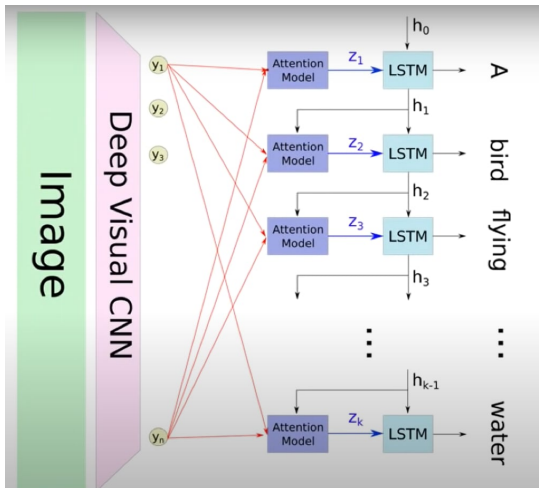 Image
Deep Visual CNN
y1
y2
y3
yn
h0
Attention
Model
z1
LSTM
A
h1
Attention
Model
z2
LSTM
bird
h2
Attention
Model
z3
LSTM
flying
h3
...
...
hk-1
Attention
Model
zk
LSTM
water